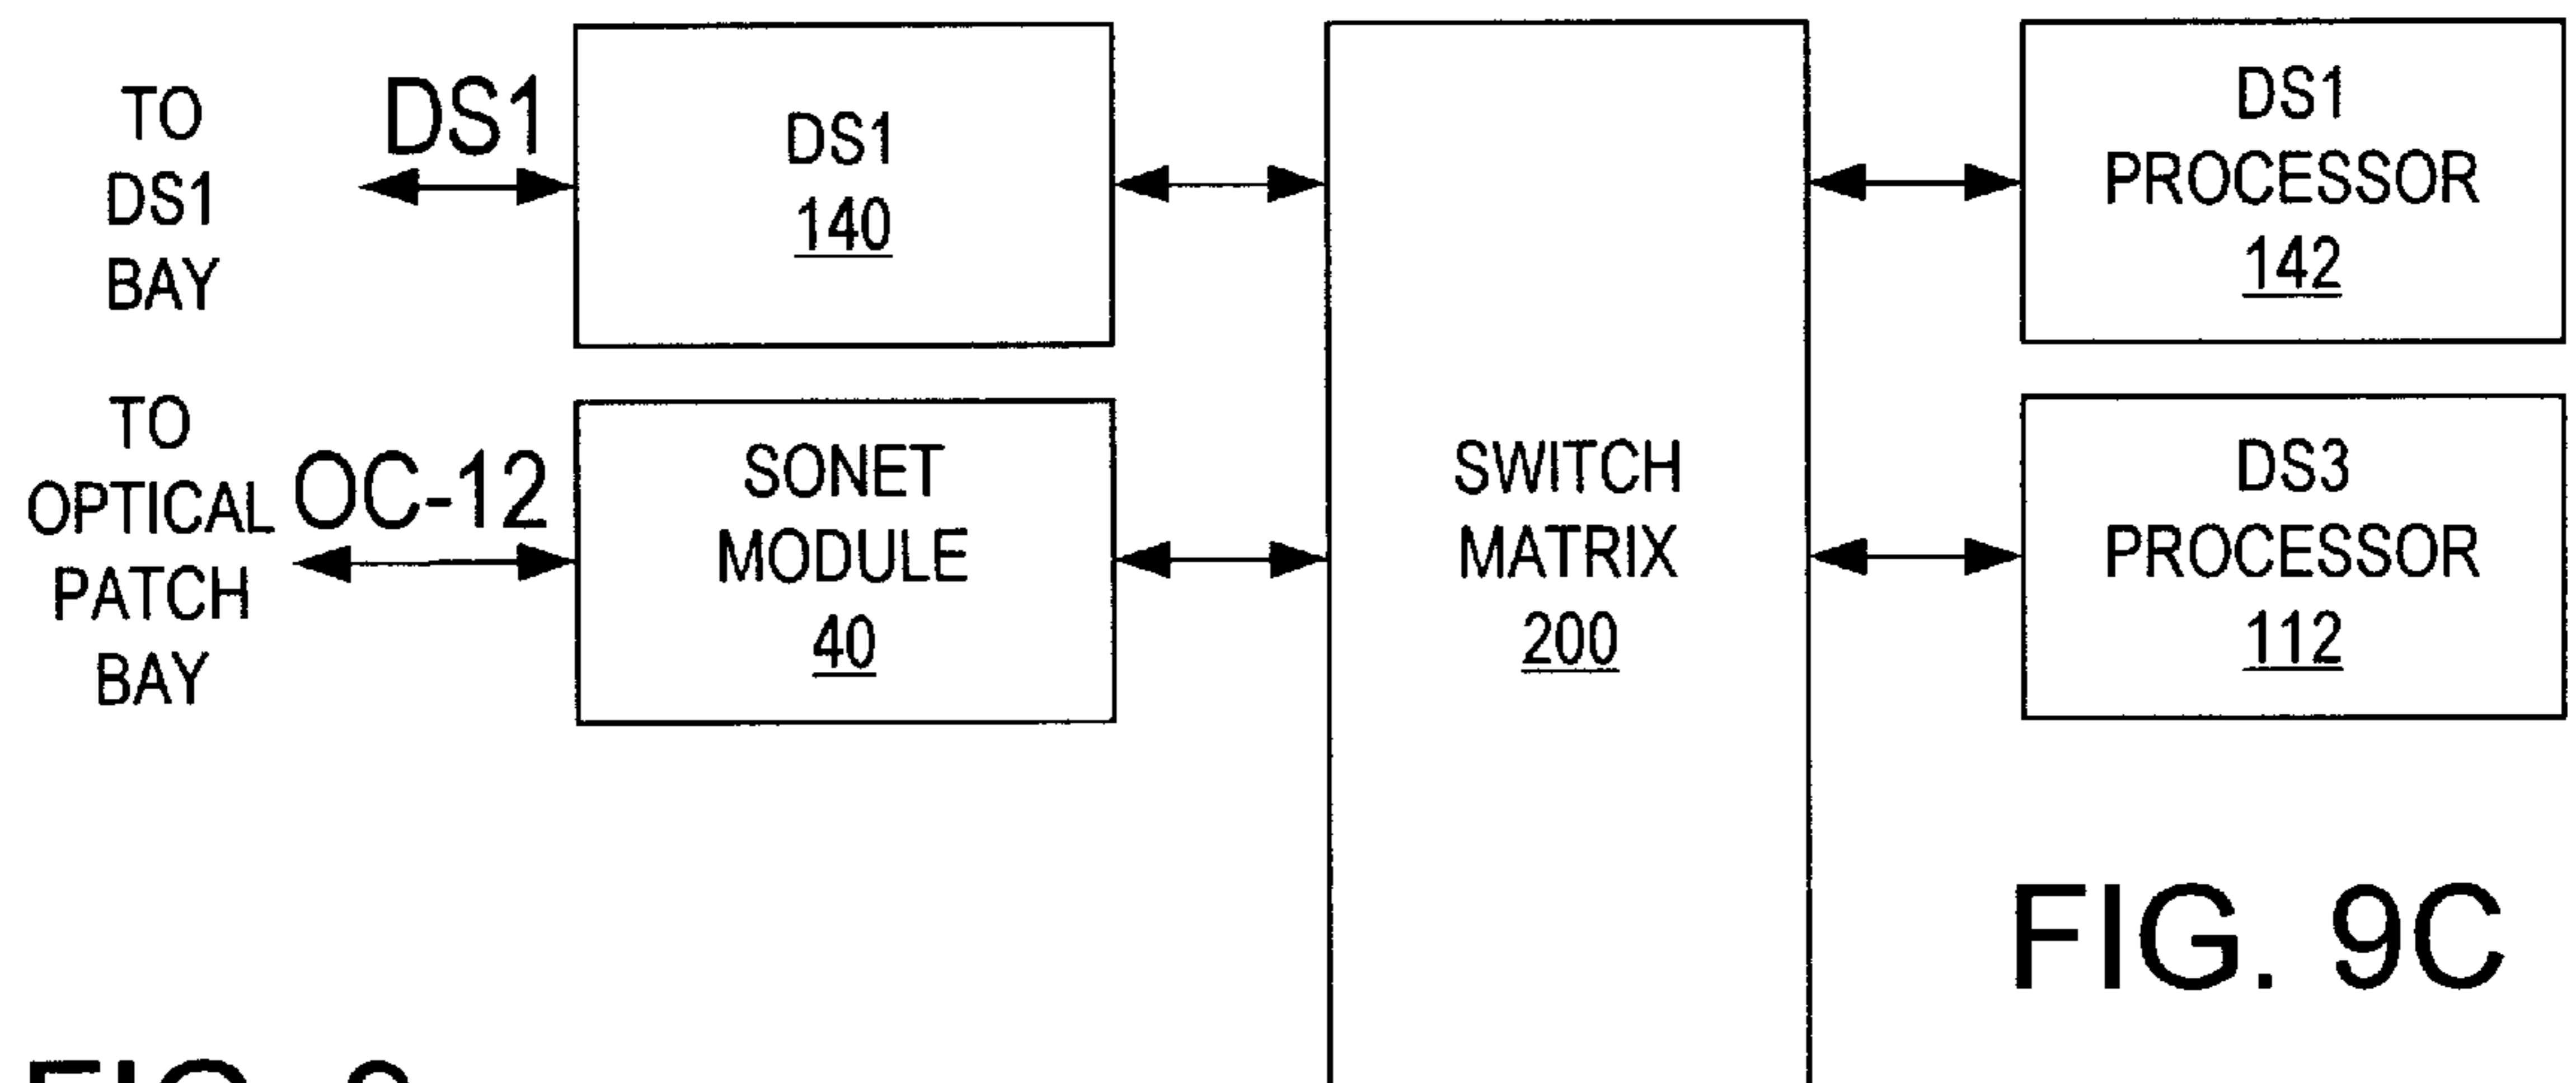 TO
DS1
BAY
DS1
DS1
140
TO
OPTICAL
PATCH
BAY
OC-12
SONET
MODULE
40
SWITCH
MATRIX
200
DS1
PROCESSOR
142
DS3
PROCESSOR
112
FIG. 9C